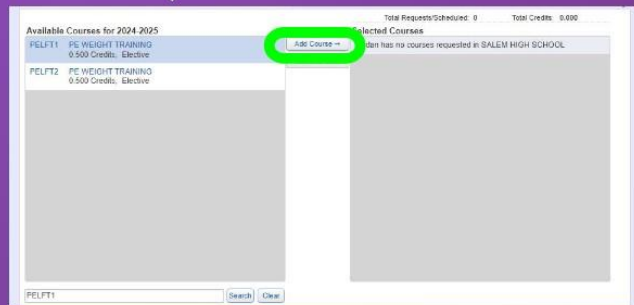 Total Requests/Scheduled: 0 Total Credits: 0.000
Available Courses for 2024-2025
Selected Courses
PELFT1 PE WEIGHT TRAINING
0.500 Credits, Elective
Add Course →
has no courses requested in SALEM HIGH SCHOOL
PELFT2 PE WEIGHT TRAINING
0.500 Credits, Elective
PELFT1 Search Clear